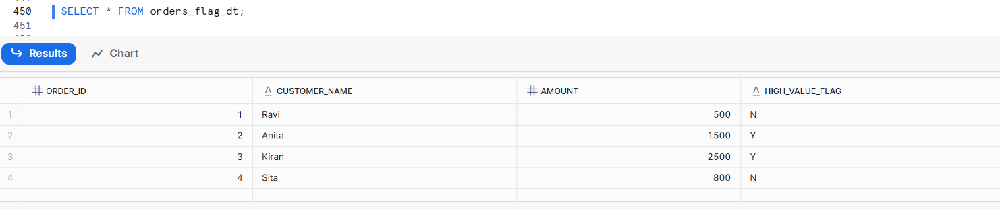 450 SELECT * FROM orders_flag_dt;
451
Results Chart
ORDER_ID CUSTOMER_NAME AMOUNT HIGH_VALUE_FLAG
1 1 Ravi 500 N
2 2 Anita 1500 Y
3 3 Kiran 2500 Y
4 4 Sita 800 N